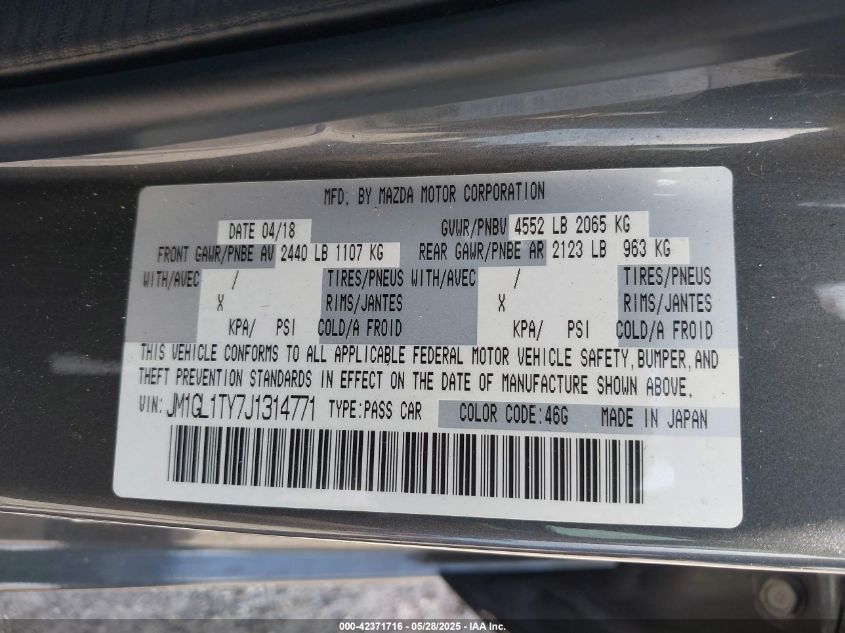 MFD. BY MAZDA MOTOR CORPORATION
DATE 04/18 GVWR/PNBV 4552 LB 2065 KG
FRONT GAWR/PNBE AV 2440 LB 1107 KG REAR GAWR/PNBE AR 2123 LB 963 KG
WITH/AVEC / TIRES/PNEUS WITH/AVEC / TIRES/PNEUS
X RIMS/JANTES X RIMS/JANTES
KPA/ PSI COLD/A FROID KPA/ PSI COLD/A FROID
THIS VEHICLE CONFORMS TO ALL APPLICABLE FEDERAL MOTOR VEHICLE SAFETY, BUMPER, AND
THEFT PREVENTION STANDARDS IN EFFECT ON THE DATE OF MANUFACTURE SHOWN ABOVE.
VIN: JM1GL1TY7J1314771 TYPE:PASS CAR COLOR CODE:46G MADE IN JAPAN
000-42371716 - 05/28/2025 - IAA Inc.